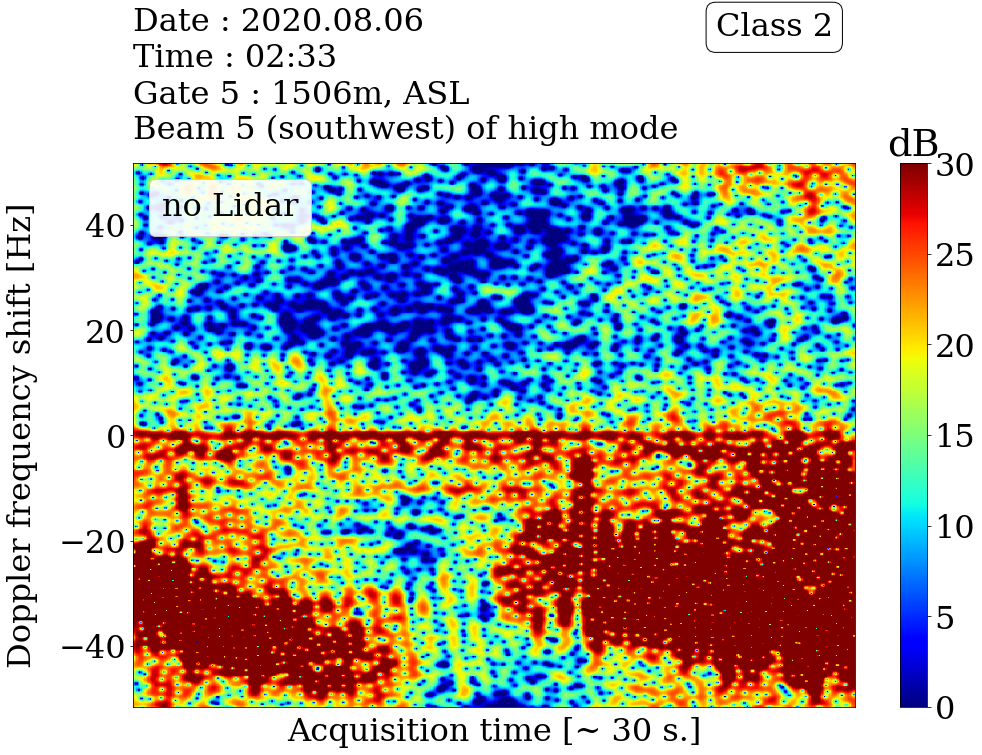 Date : 2020.08.06
Time : 02:33
Gate 5 : 1506m, ASL
Beam 5 (southwest) of high mode
Class 2
dB
no Lidar
Doppler frequency shift [Hz]
40
20
0
−20
−40
30
25
20
15
10
5
0
Acquisition time [~ 30 s.]